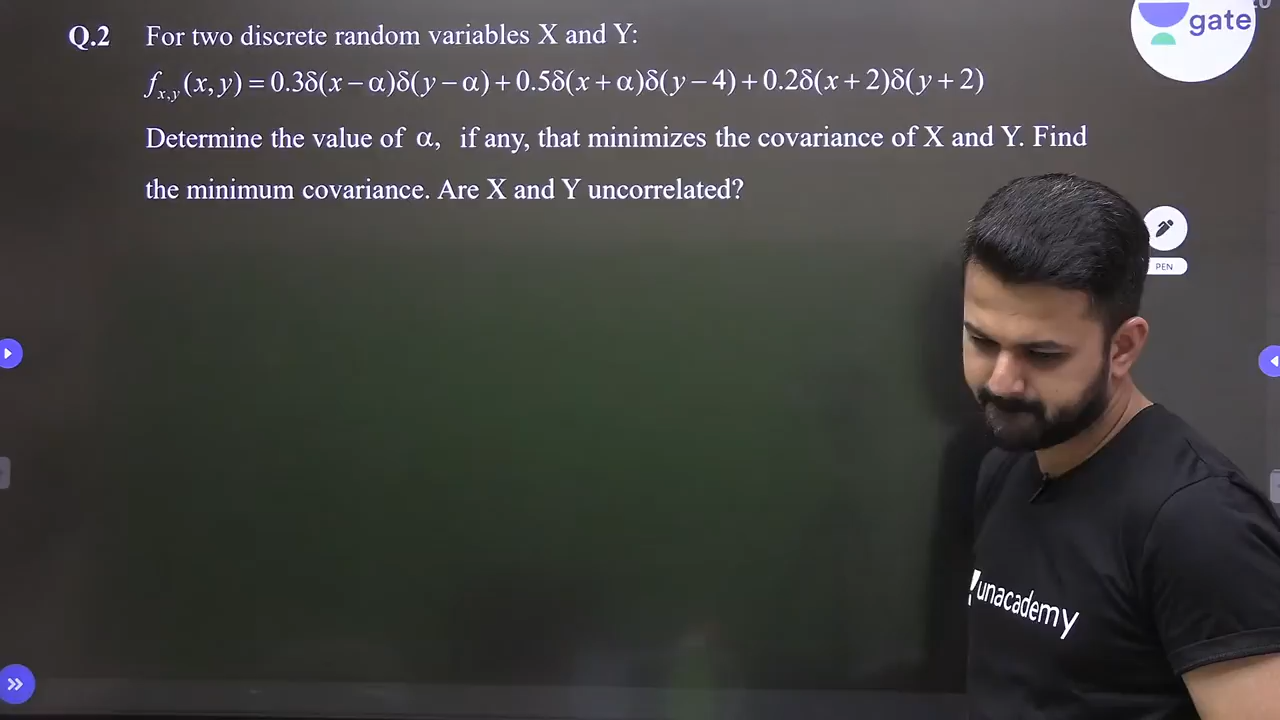 gate
Q.2 For two discrete random variables X and Y:
f_{x,y}(x, y) = 0.3δ(x − α)δ(y − α) + 0.5δ(x + α)δ(y − 4) + 0.2δ(x + 2)δ(y + 2)
Determine the value of α, if any, that minimizes the covariance of X and Y. Find
the minimum covariance. Are X and Y uncorrelated?
PEN
unacademy